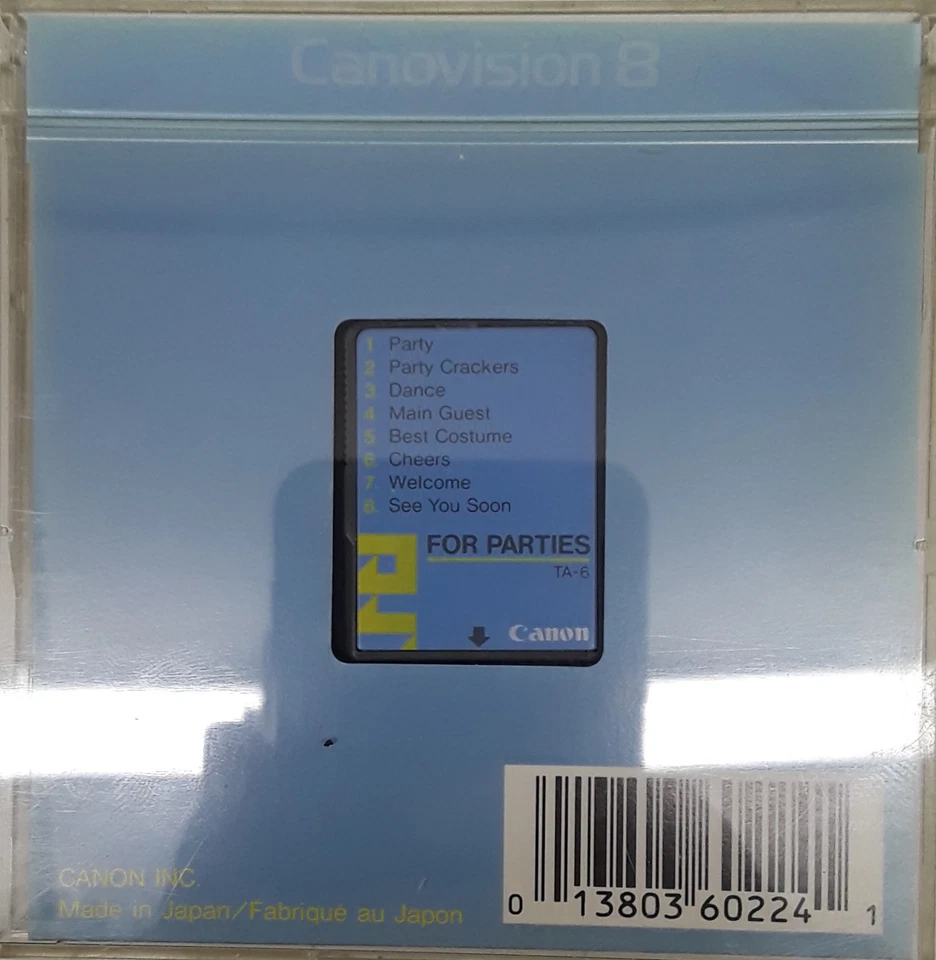 Canovision 8
1 Party
2 Party Crackers
3 Dance
4 Main Guest
5 Best Costume
6. Cheers
7. Welcome
8. See You Soon
FOR PARTIES
TA-6
Canon
CANON INC.
Made in Japan/Fabriqué au Japon
0 13803 60224 1